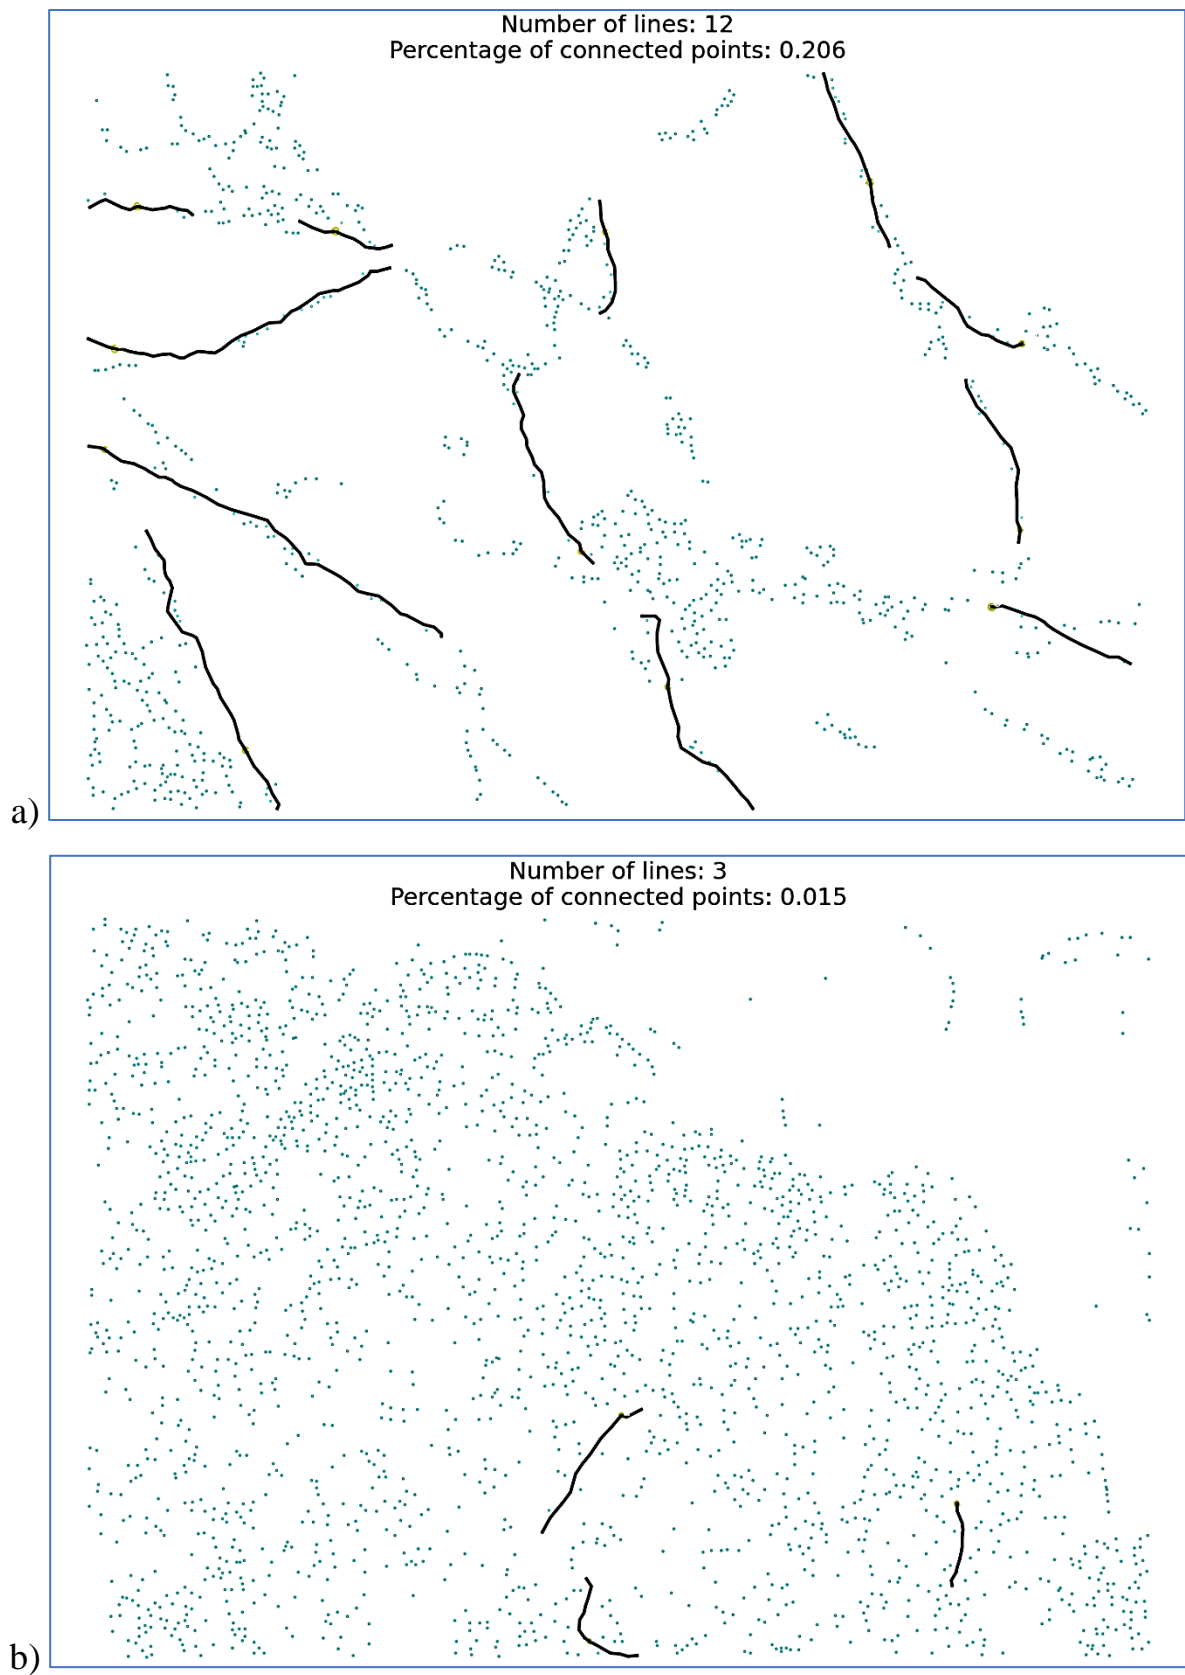 Number of lines: 12
Percentage of connected points: 0.206
a)
Number of lines: 3
Percentage of connected points: 0.015
b)